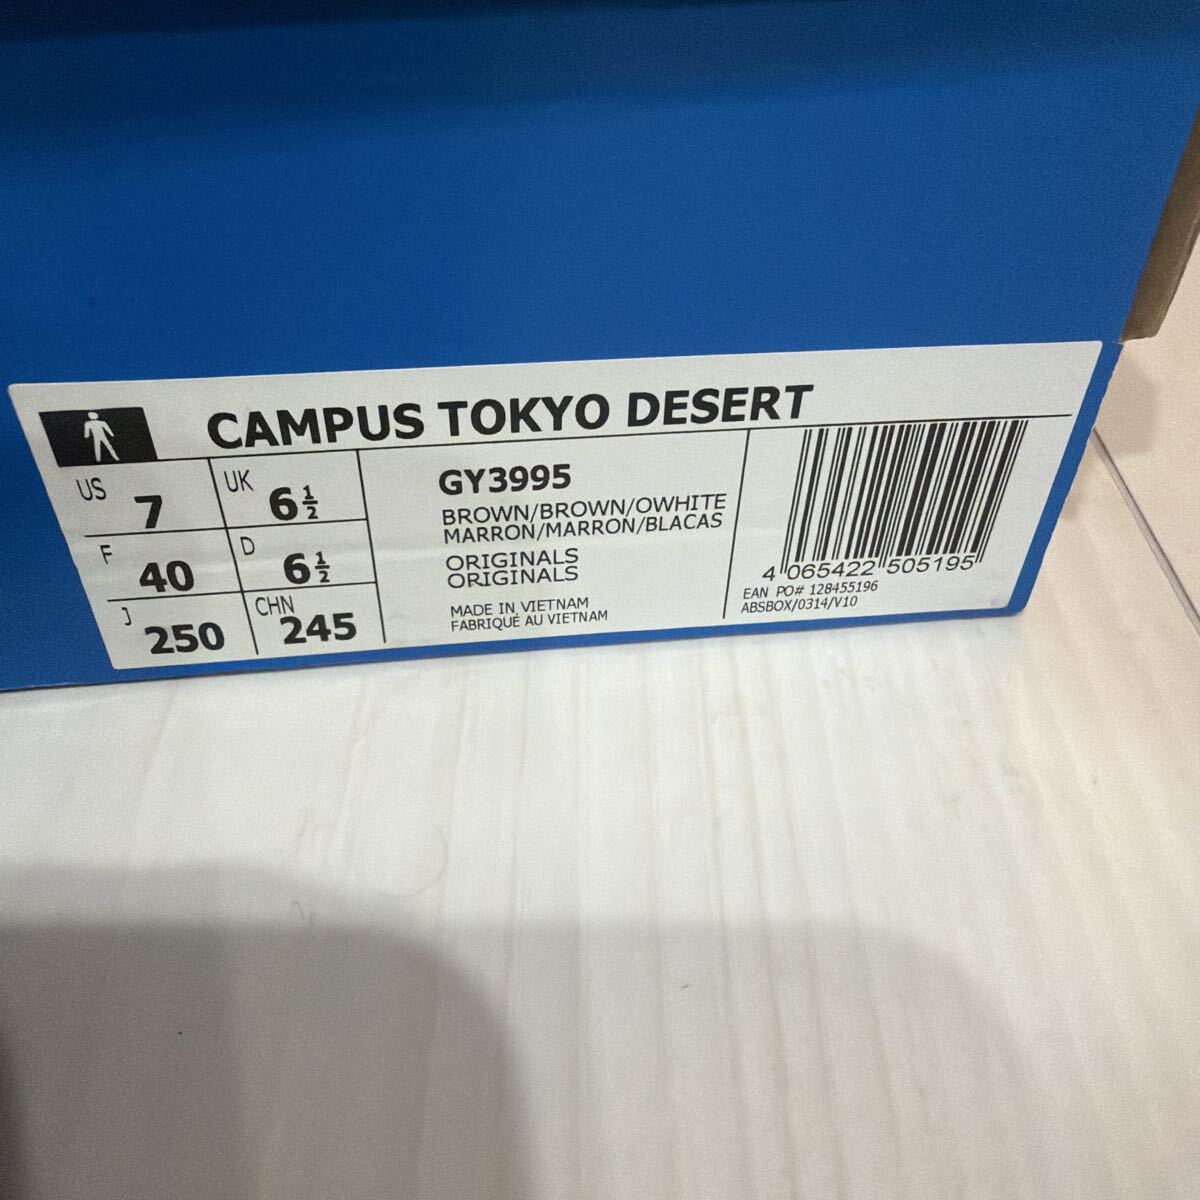 CAMPUS TOKYO DESERT
US 7 UK 6½
F 40 D 6½
J 250 CHN 245
GY3995
BROWN/BROWN/OWHITE
MARRON/MARRON/BLACAS
ORIGINALS
ORIGINALS
MADE IN VIETNAM
FABRIQUÉ AU VIETNAM
4 065422 505195
EAN PO# 128455196
ABSBOX/0314/V10